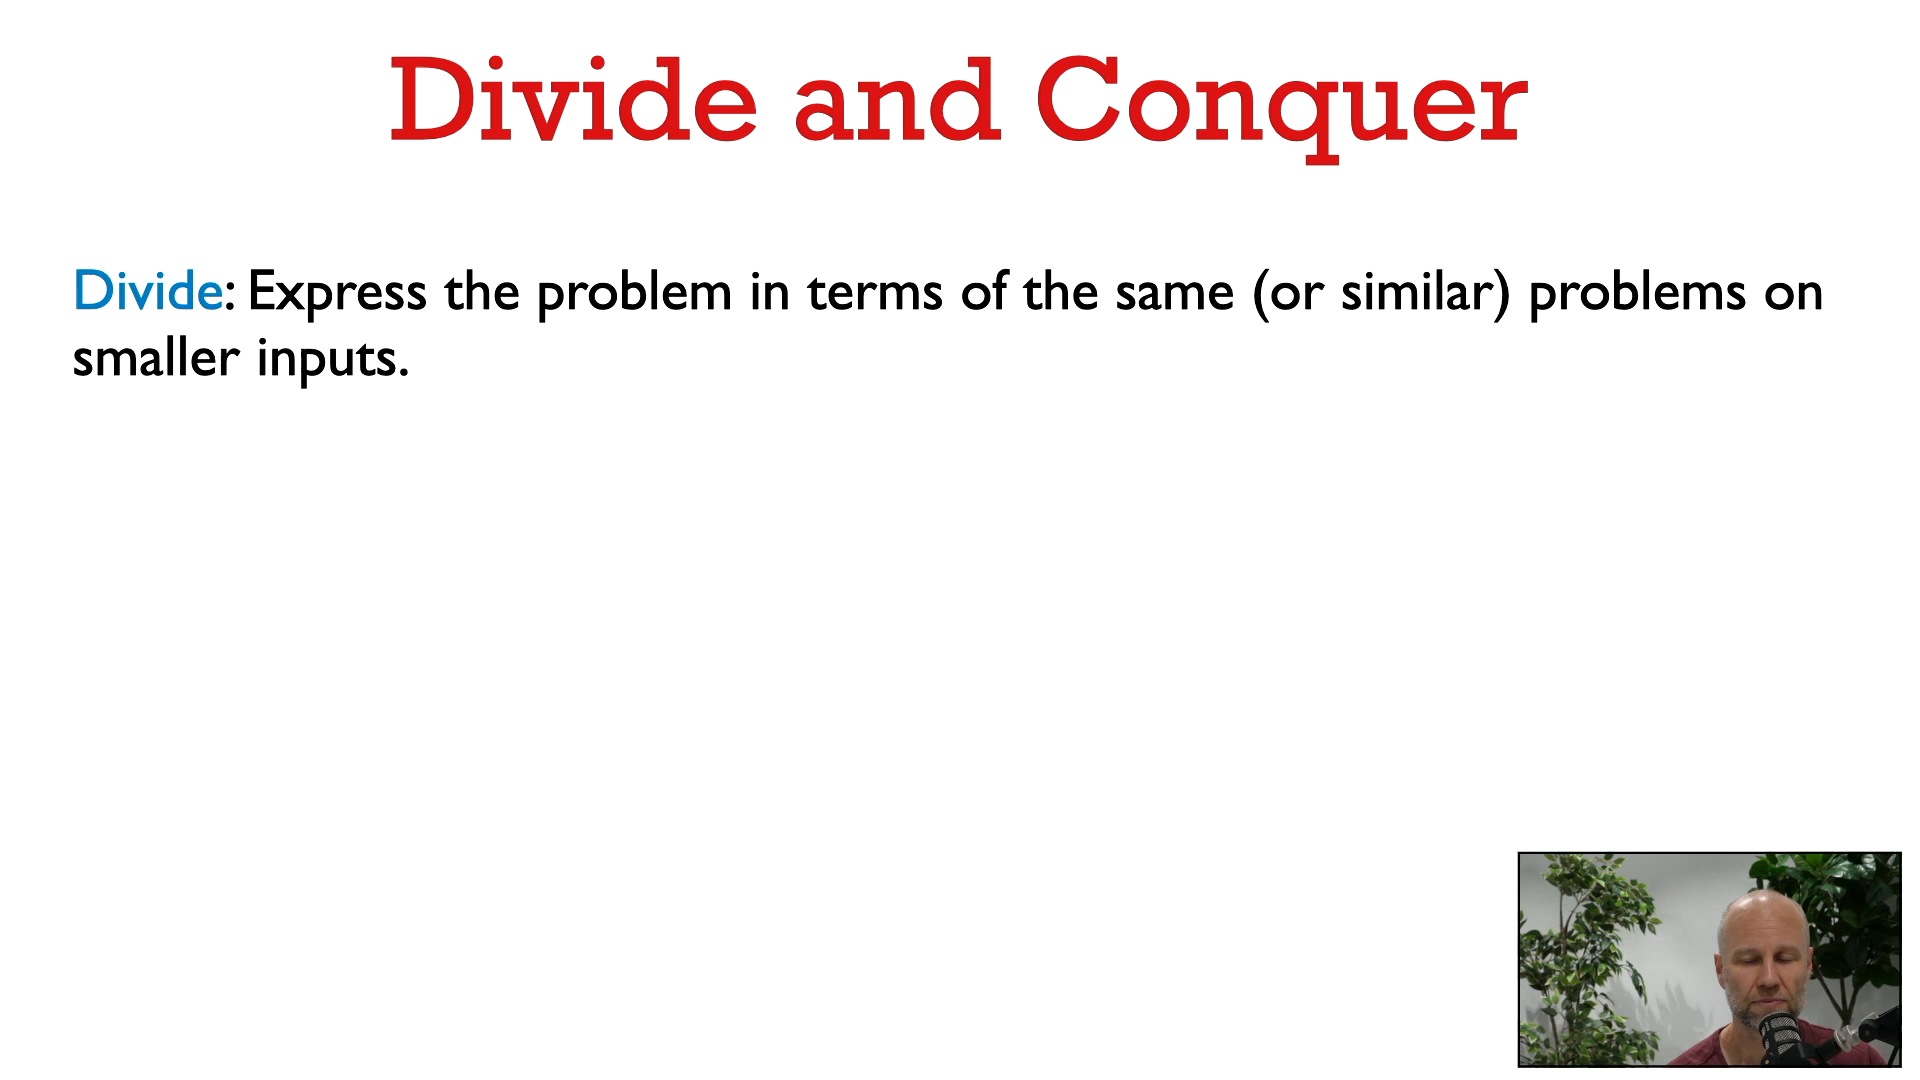 Divide and Conquer
Divide: Express the problem in terms of the same (or similar) problems on
smaller inputs.